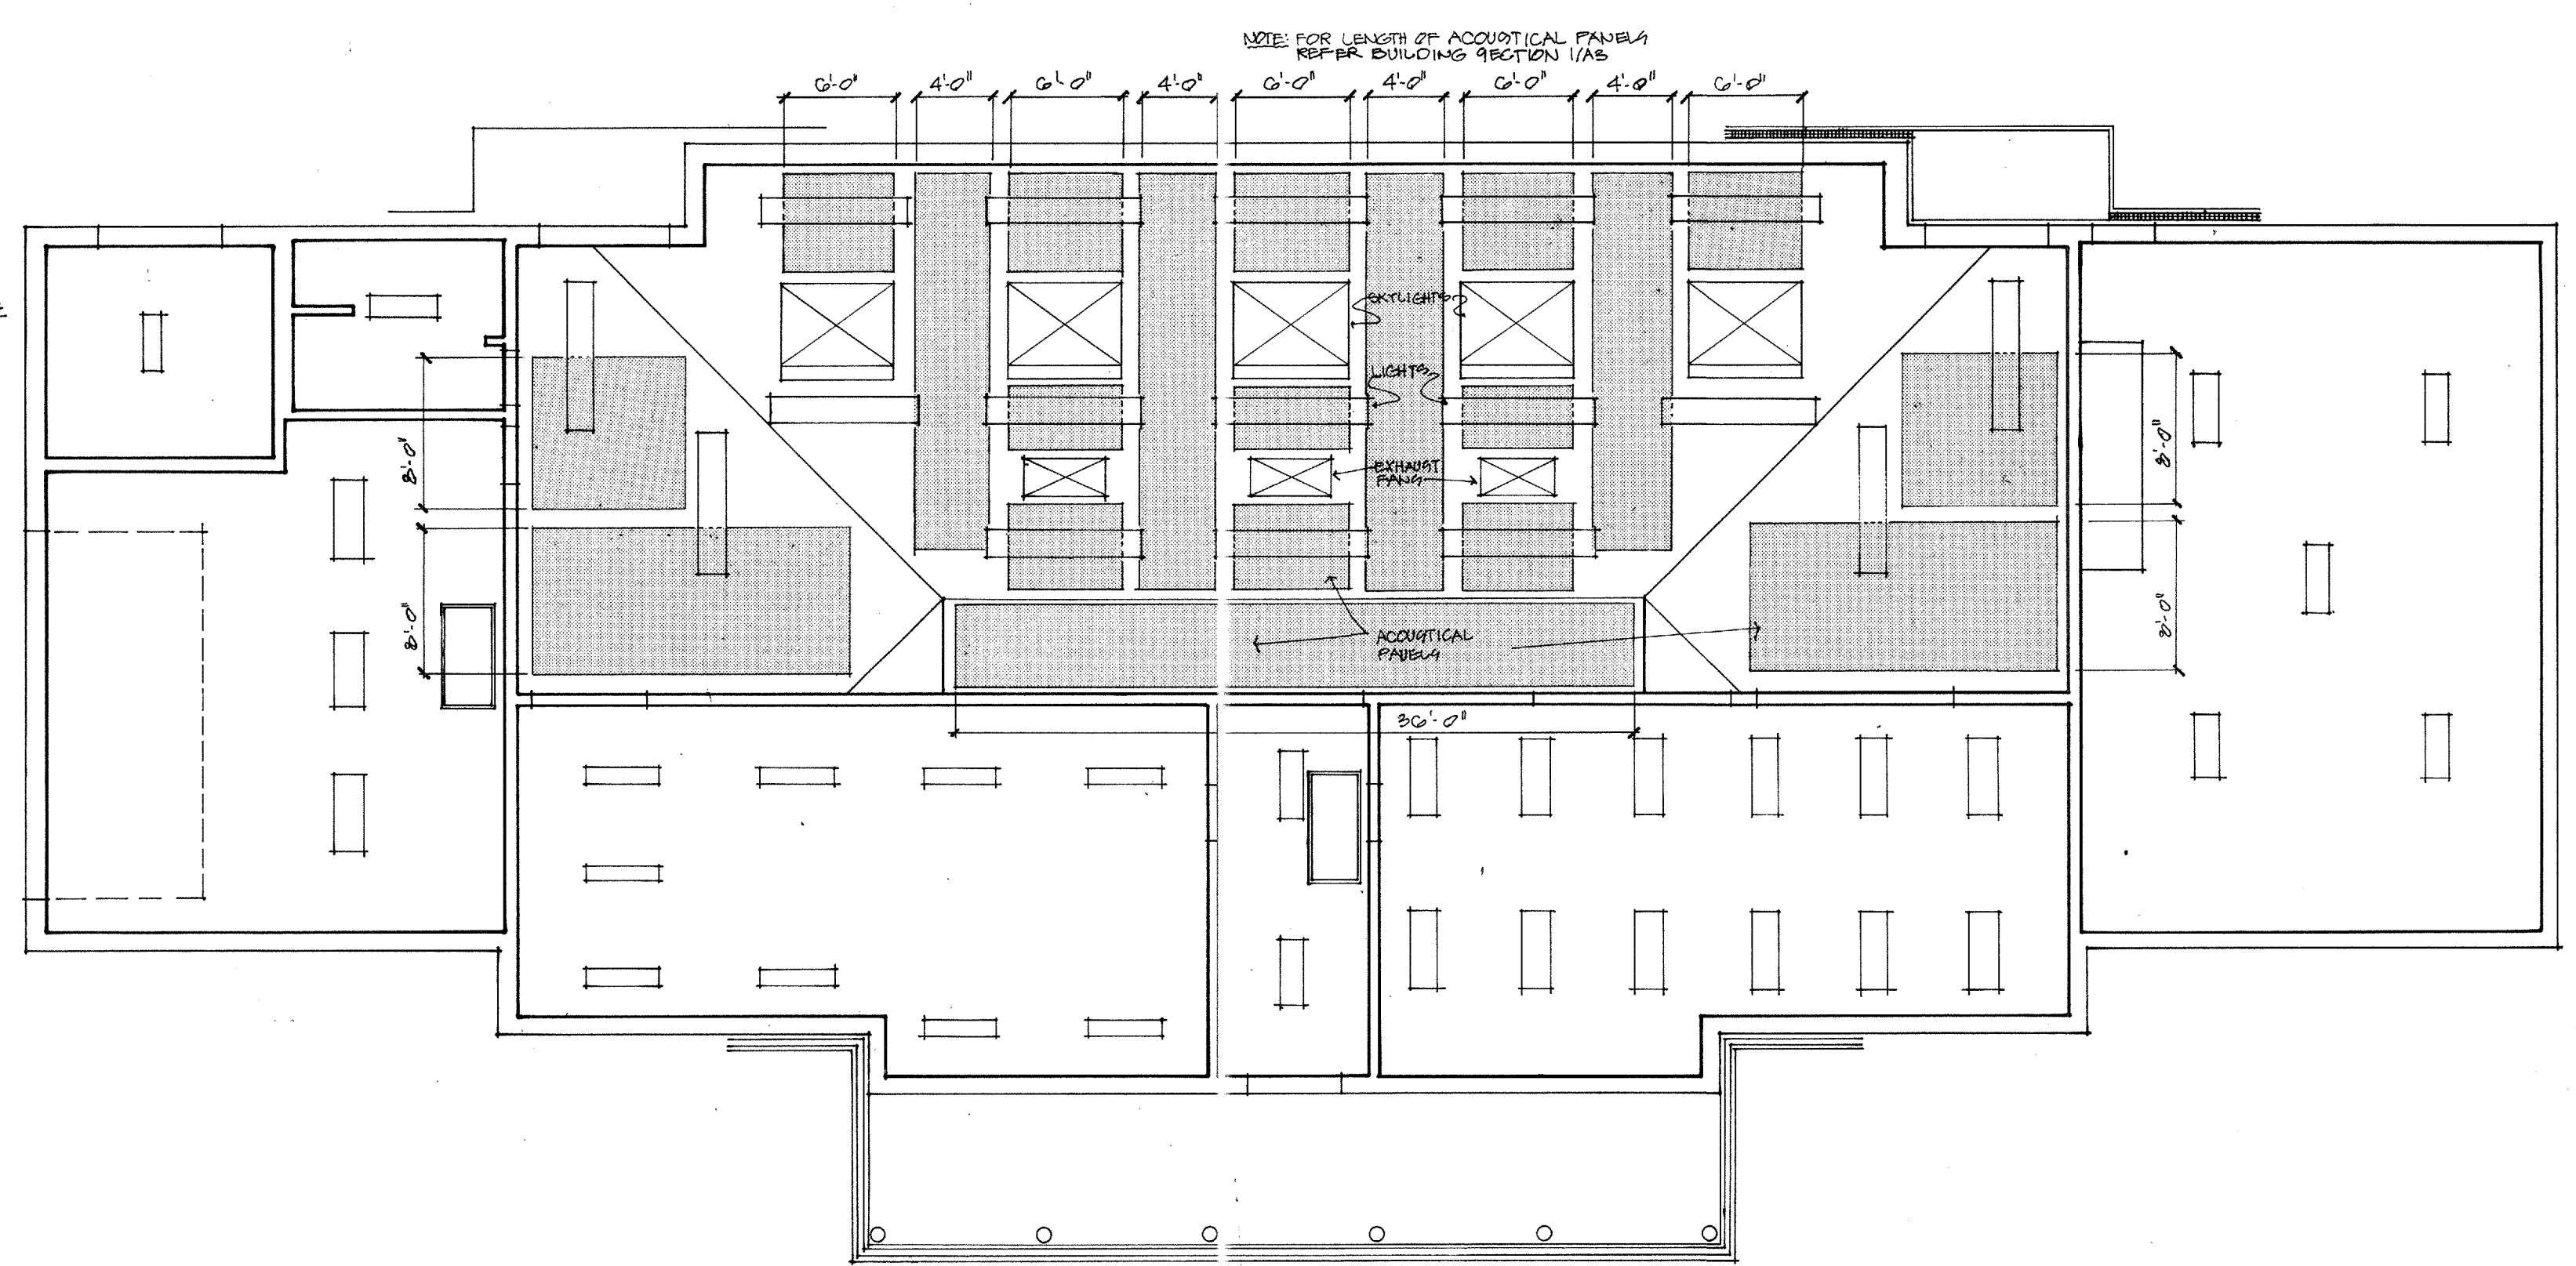 NOTE: FOR LENGTH OF ACOUSTICAL PANELS
REFER BUILDING SECTION 1/A3
6'-0" 4'-0" 6'-0" 4'-0" 6'-0" 4'-0" 6'-0" 4'-0" 6'-0"
SKYLIGHTS
LIGHTS
EXHAUST
FANS
8'-0"
8'-0"
8'-0"
8'-0"
ACOUSTICAL
PANELS
36'-0"